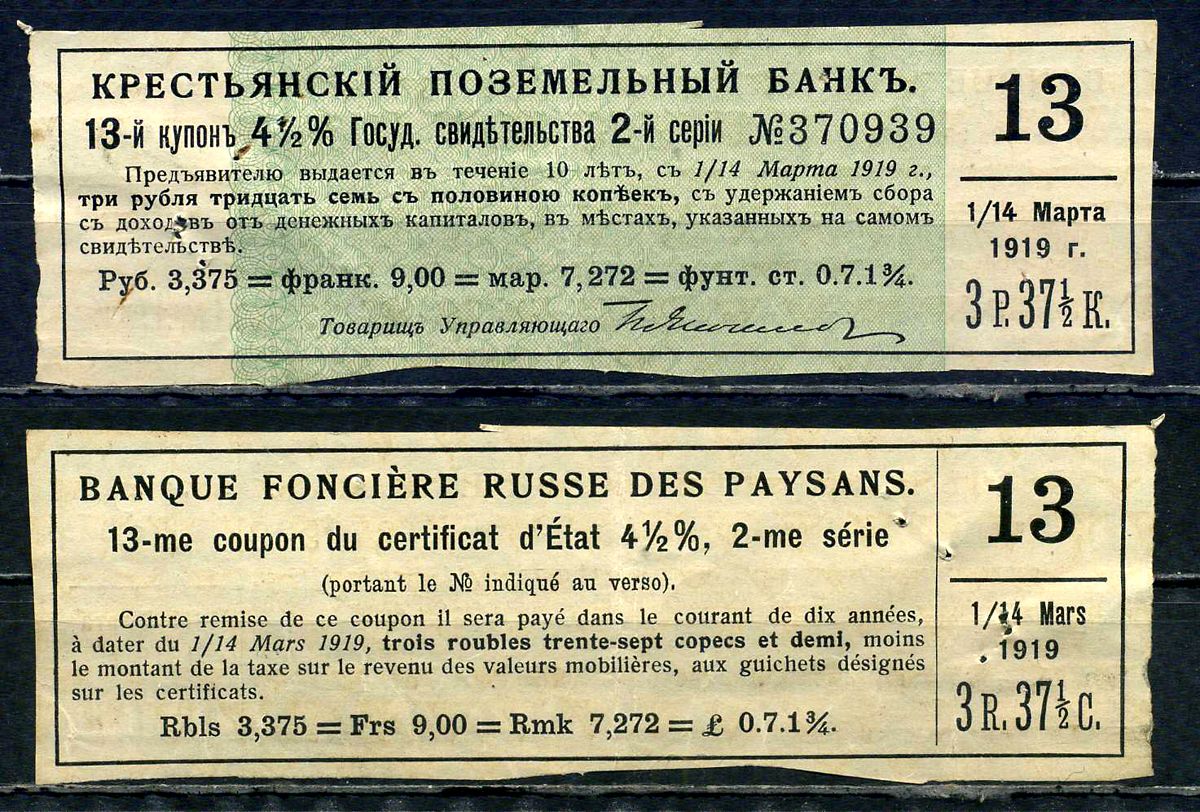 КРЕСТЬЯНСКІЙ ПОЗЕМЕЛЬНЫЙ БАНКЪ.
13-й купонъ 4½% Госуд. свидѣтельства 2-й серіи №370939
Предъявителю выдается въ теченіе 10 лѣтъ, съ 1/14 Марта 1919 г.,
три рубля тридцать семь съ половиною копѣекъ, съ удержаніемъ сбора
съ доходовъ отъ денежныхъ капиталовъ, въ мѣстахъ, указанныхъ на самомъ
свидѣтельствѣ.
Руб. 3,375 = франк. 9,00 = мар. 7,272 = фунт. ст. 0.7.1¾.
Товарищъ Управляющаго
13
1/14 Марта
1919 г.
3 Р. 37½ К.
BANQUE FONCIÈRE RUSSE DES PAYSANS.
13-me coupon du certificat d'État 4½%, 2-me série
(portant le № indiqué au verso).
Contre remise de ce coupon il sera payé dans le courant de dix années,
à dater du 1/14 Mars 1919, trois roubles trente-sept copecs et demi, moins
le montant de la taxe sur le revenu des valeurs mobilières, aux guichets désignés
sur les certificats.
Rbls 3,375 = Frs 9,00 = Rmk 7,272 = £ 0.7.1¾.
13
1/14 Mars
1919
3 R. 37½ C.